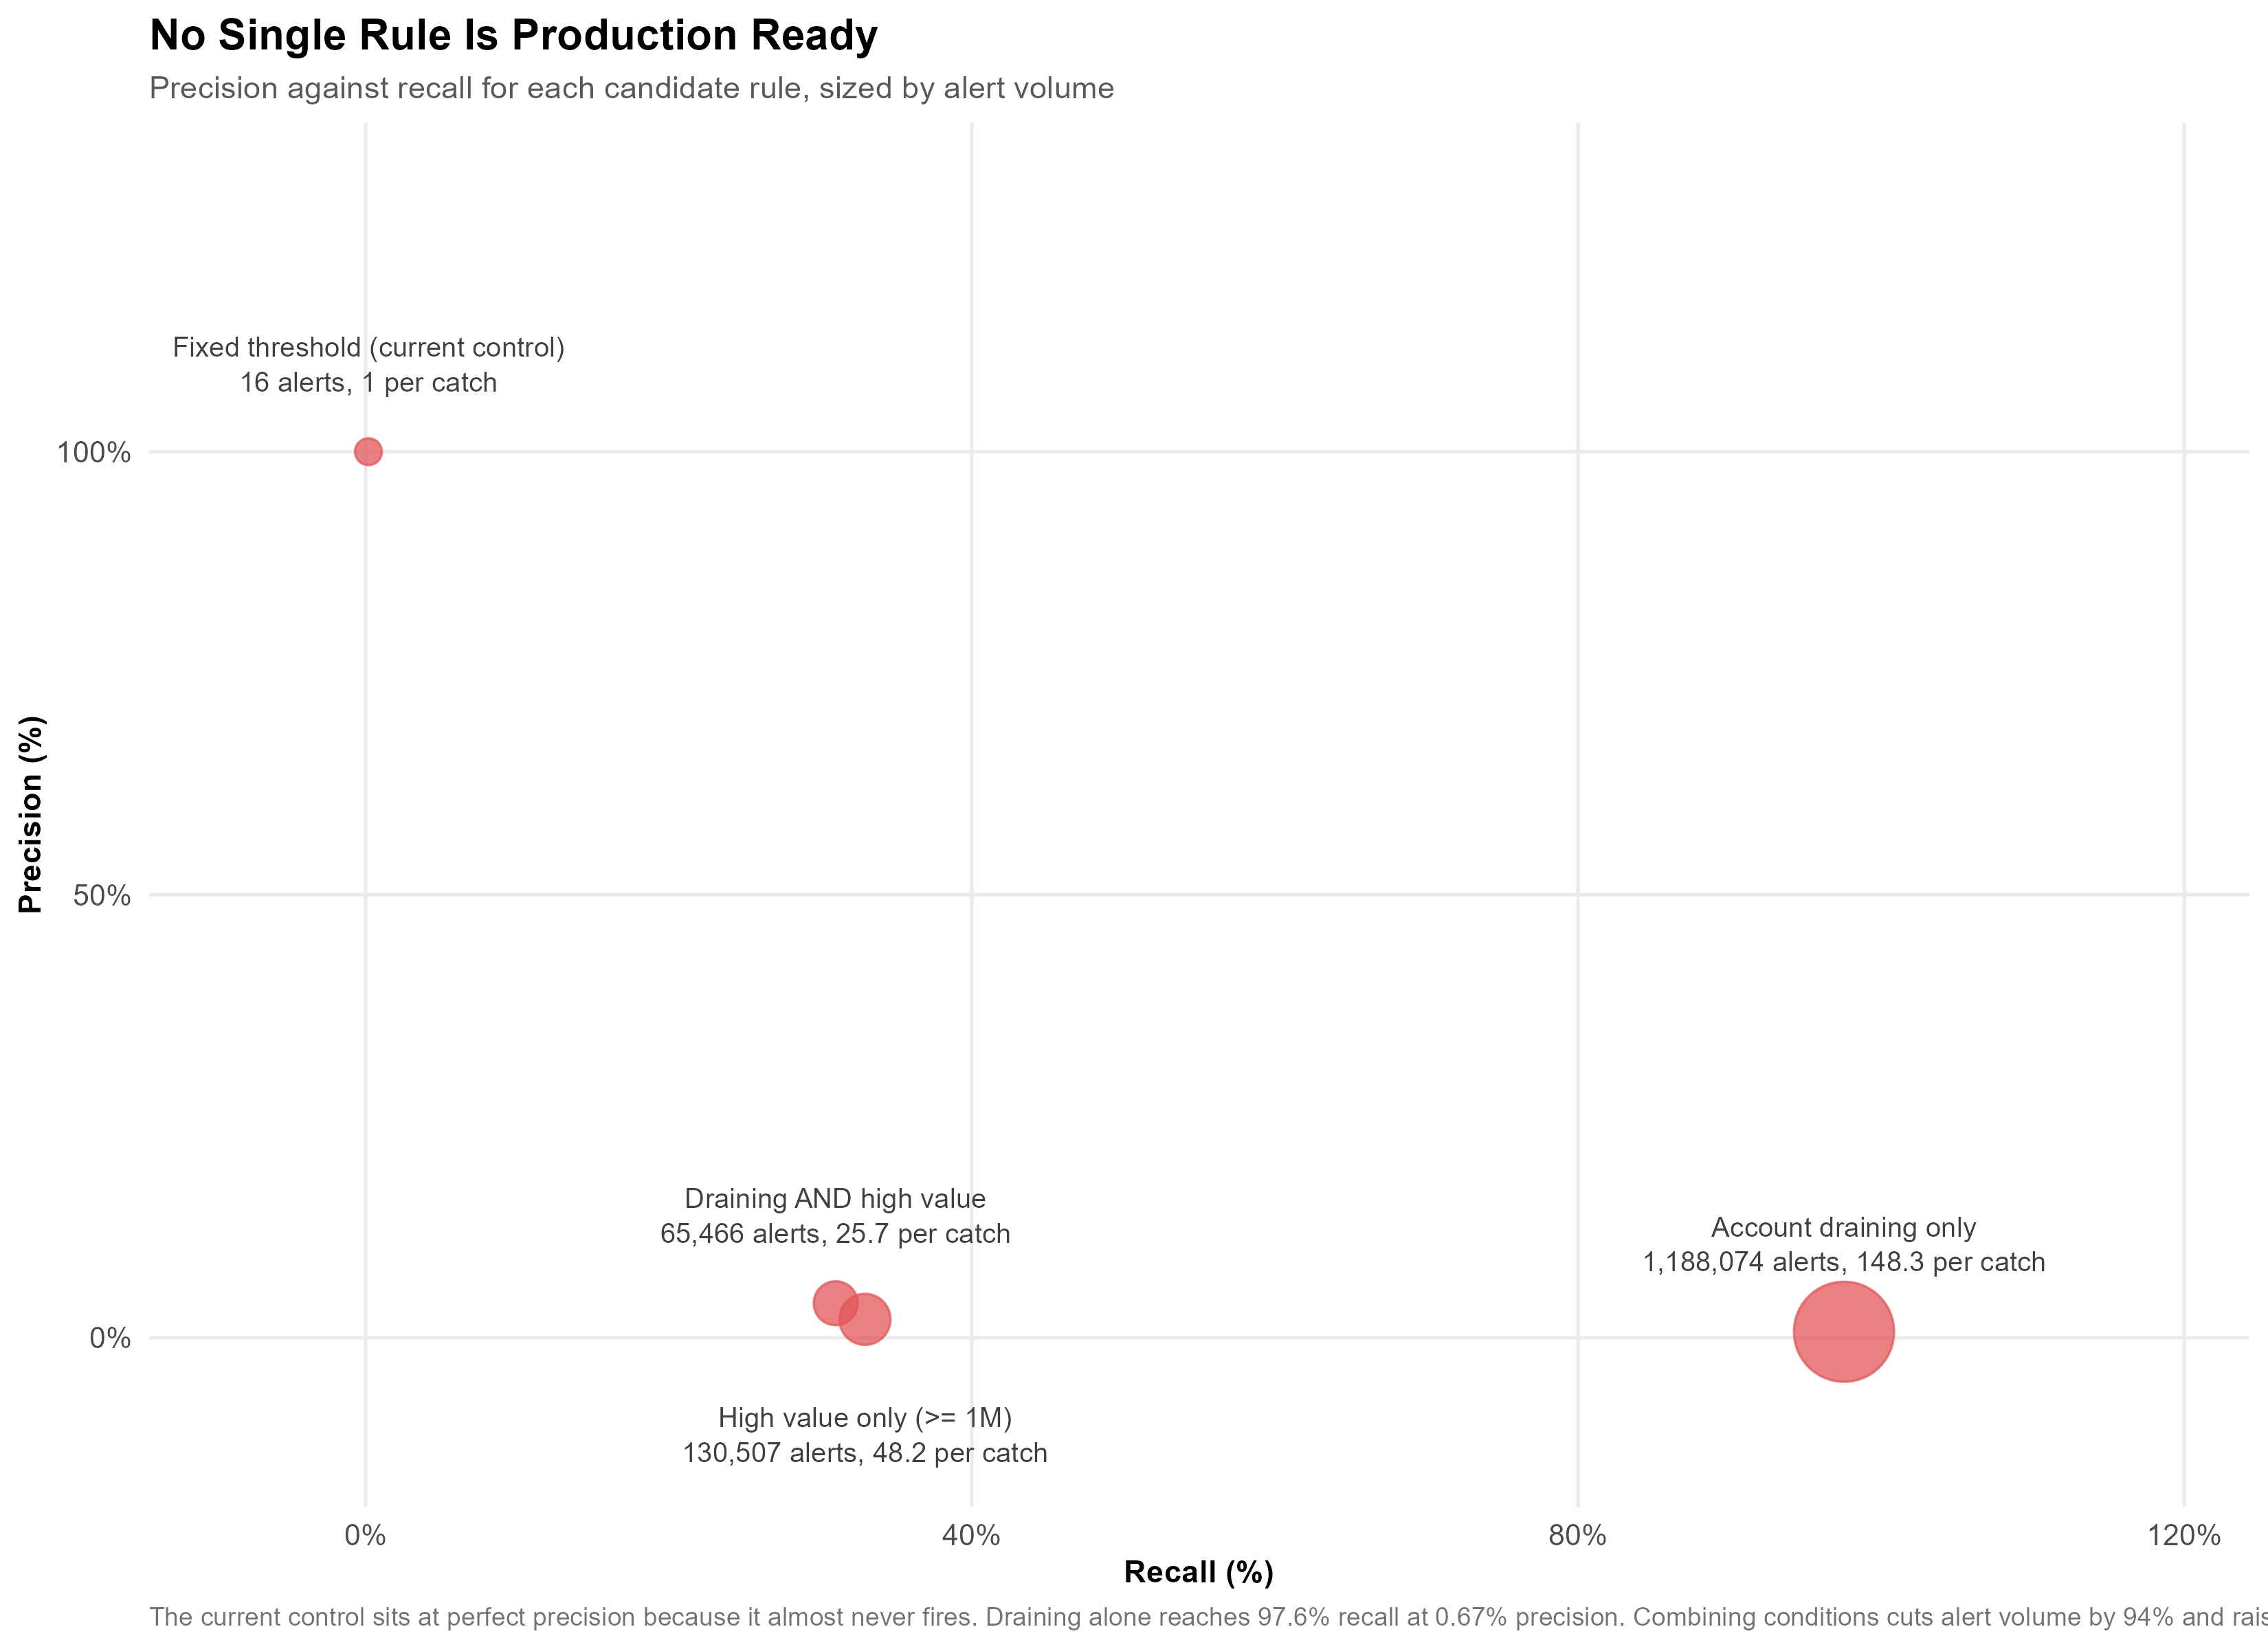 No Single Rule Is Production Ready
Precision against recall for each candidate rule, sized by alert volume
Fixed threshold (current control)
16 alerts, 1 per catch
100%
Precision (%)
50%
Draining AND high value
65,466 alerts, 25.7 per catch
Account draining only
1,188,074 alerts, 148.3 per catch
0%
High value only (>= 1M)
130,507 alerts, 48.2 per catch
0%
40%
80%
120%
Recall (%)
The current control sits at perfect precision because it almost never fires. Draining alone reaches 97.6% recall at 0.67% precision. Combining conditions cuts alert volume by 94% and